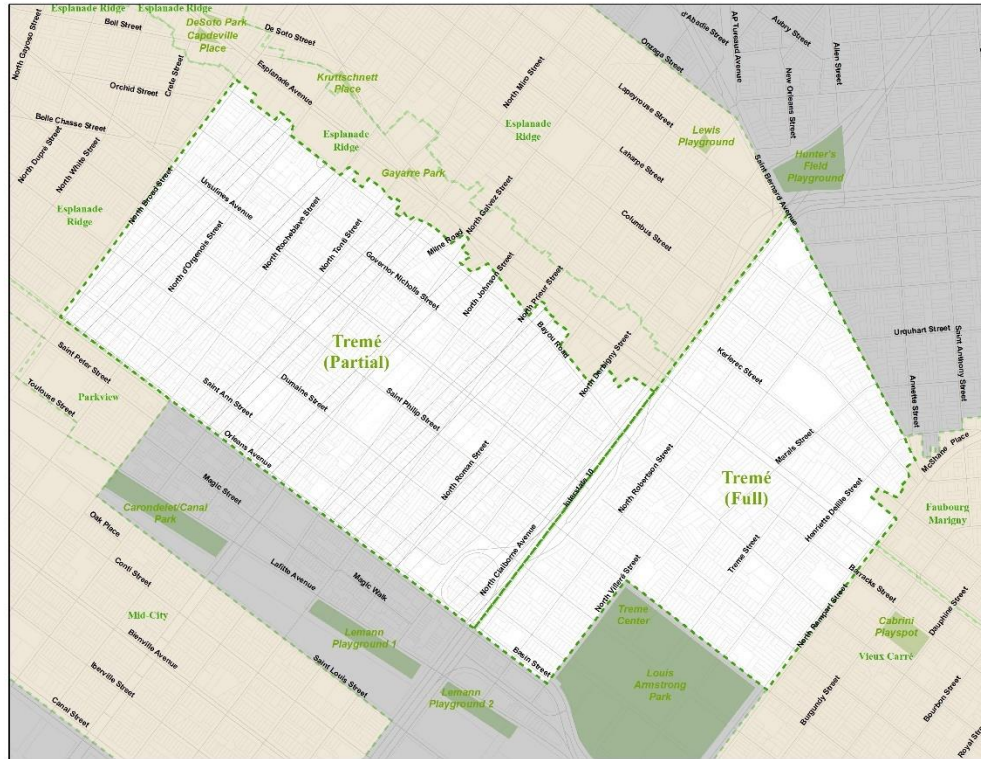 Esplanade Ridge
Esplanade Ridge
DeSoto Park
Capdeville
Place
De Soto Street
Bell Street
North Gayoso Street
Crete Street
Orchid Street
Esplanade Avenue
Kruttschnett
Place
Belle Chasse Street
North Dupre Street
North White Street
Esplanade
Ridge
North Broad Street
Ursulines Avenue
North d'Orgenois Street
North Rocheblave Street
North Tonti Street
Governor Nicholls Street
Esplanade
Ridge
Gayarre Park
Milne Road
North Galvez Street
North Miro Street
Esplanade
Ridge
Onzaga Street
d'Abadie Street
AP Tureaud Avenue
Aubry Street
New Orleans Street
Allen Street
Lapeyrouse Street
Lewis
Playground
Hunter's
Field
Playground
Laharpe Street
Saint Bernard Avenue
Columbus Street
North Johnson Street
North Prieur Street
Bayou Road
North Derbigny Street
Tremé
(Partial)
Saint Peter Street
Toulouse Street
Parkview
Saint Ann Street
Dumaine Street
Saint Philip Street
Orleans Avenue
North Roman Street
Interstate 10
North Claiborne Avenue
North Robertson Street
Kerlerec Street
Marais Street
Tremé
(Full)
Urquhart Street
Saint Anthony Street
Annette Street
McShane Place
Faubourg
Marigny
Henriette Delille Street
Treme Street
North Villere Street
Treme
Center
Louis
Armstrong
Park
Basin Street
North Rampart Street
Barracks Street
Dauphine Street
Cabrini
Playspot
Vieux Carré
Burgundy Street
Bourbon Street
Royal Street
Magic Street
Carondelet/Canal
Park
Oak Place
Conti Street
Lafitte Avenue
Magic Walk
Mid-City
Bienville Avenue
Iberville Street
Canal Street
Lemann
Playground 1
Saint Louis Street
Lemann
Playground 2